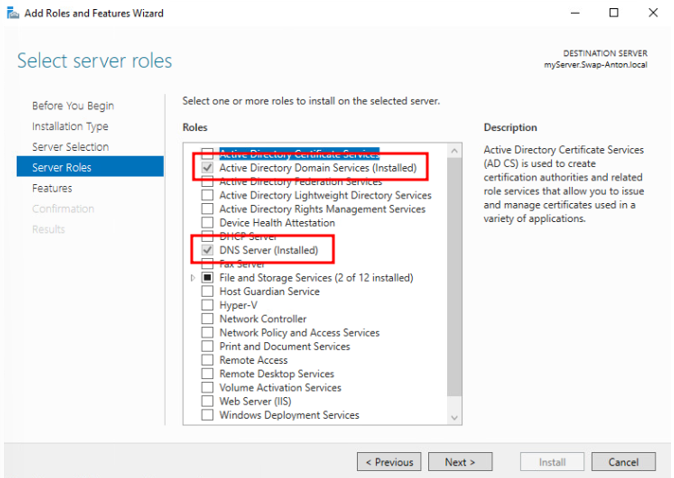 Add Roles and Features Wizard
Select server roles
DESTINATION SERVER
myServer.Swap-Anton.local
Before You Begin
Installation Type
Server Selection
Server Roles
Features
Confirmation
Results
Select one or more roles to install on the selected server.
Roles
Active Directory Certificate Services
Active Directory Domain Services (Installed)
Active Directory Federation Services
Active Directory Lightweight Directory Services
Active Directory Rights Management Services
Device Health Attestation
DHCP Server
DNS Server (Installed)
Fax Server
File and Storage Services (2 of 12 installed)
Host Guardian Service
Hyper-V
Network Controller
Network Policy and Access Services
Print and Document Services
Remote Access
Remote Desktop Services
Volume Activation Services
Web Server (IIS)
Windows Deployment Services
Description
Active Directory Certificate Services
(AD CS) is used to create
certification authorities and related
role services that allow you to issue
and manage certificates used in a
variety of applications.
< Previous
Next >
Install
Cancel